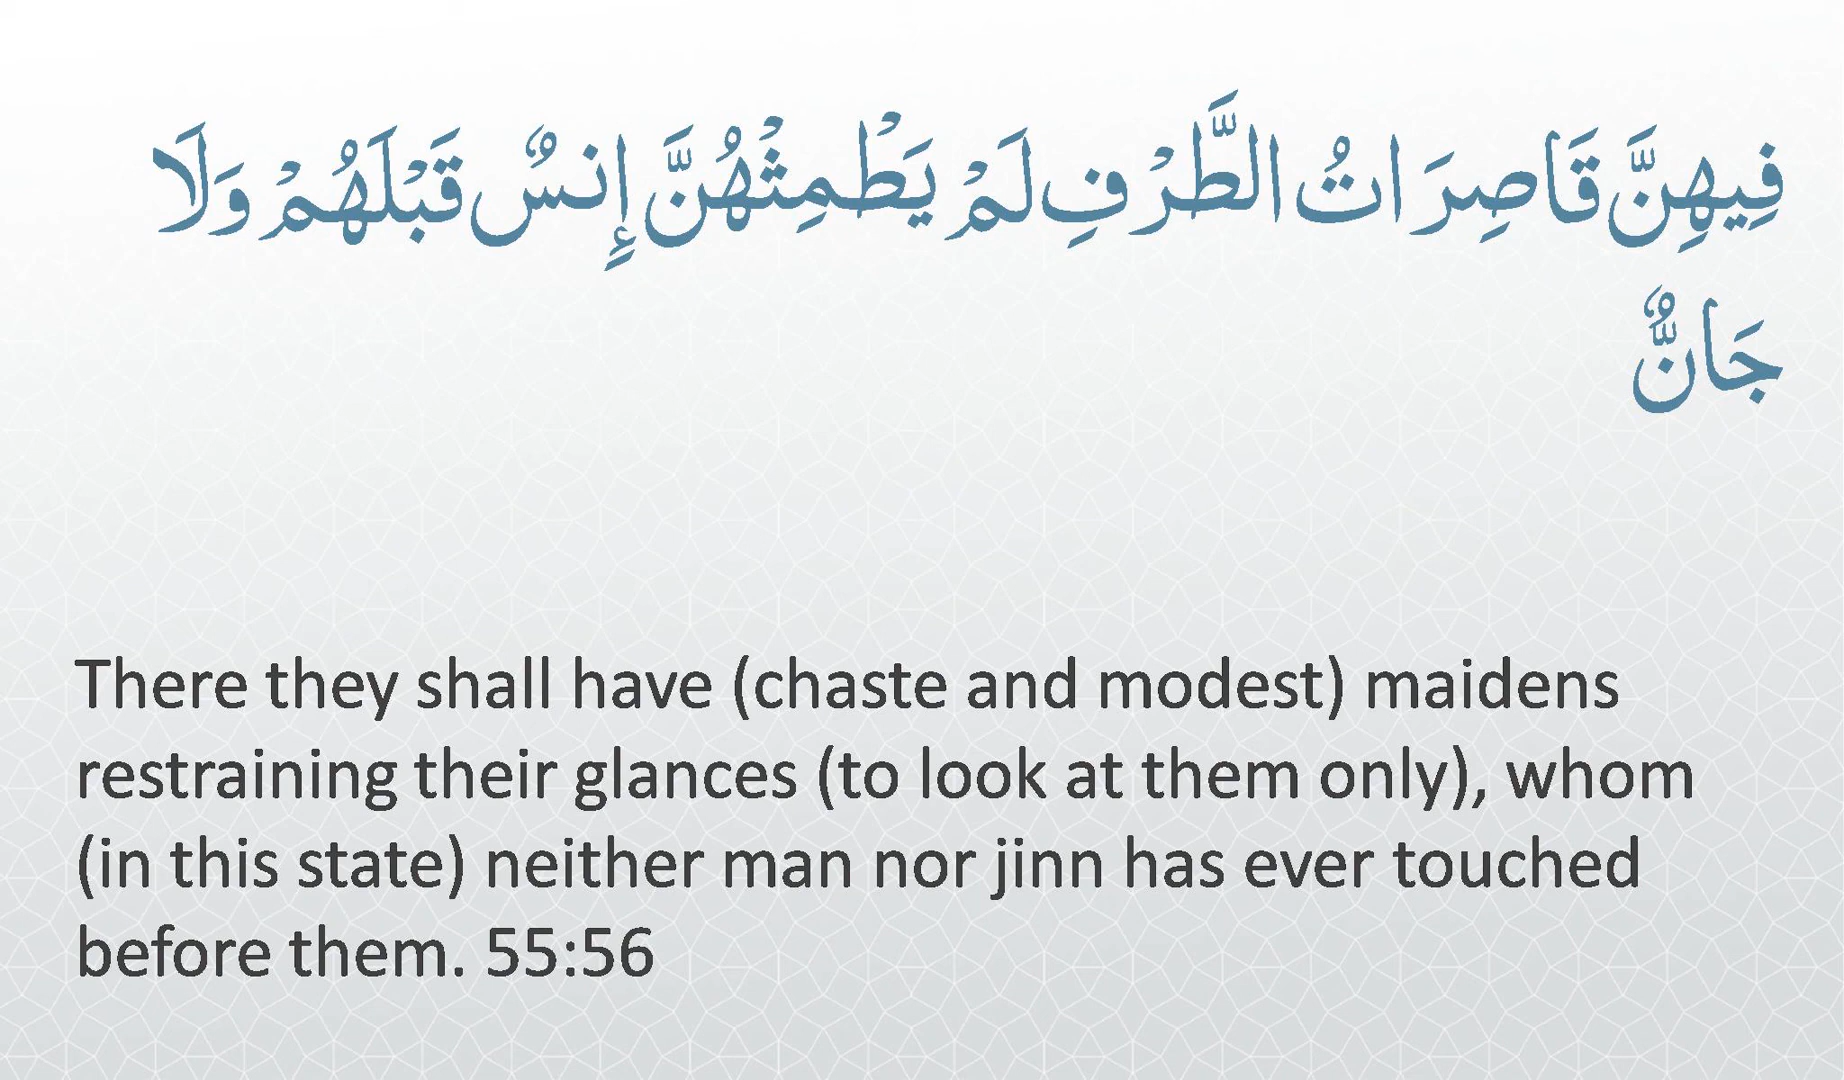 فِيهِنَّ قَاصِرَاتُ الطَّرْفِ لَمْ يَطْمِثْهُنَّ إِنسٌ قَبْلَهُمْ وَلَا
جَانٌّ
There they shall have (chaste and modest) maidens
restraining their glances (to look at them only), whom
(in this state) neither man nor jinn has ever touched
before them. 55:56